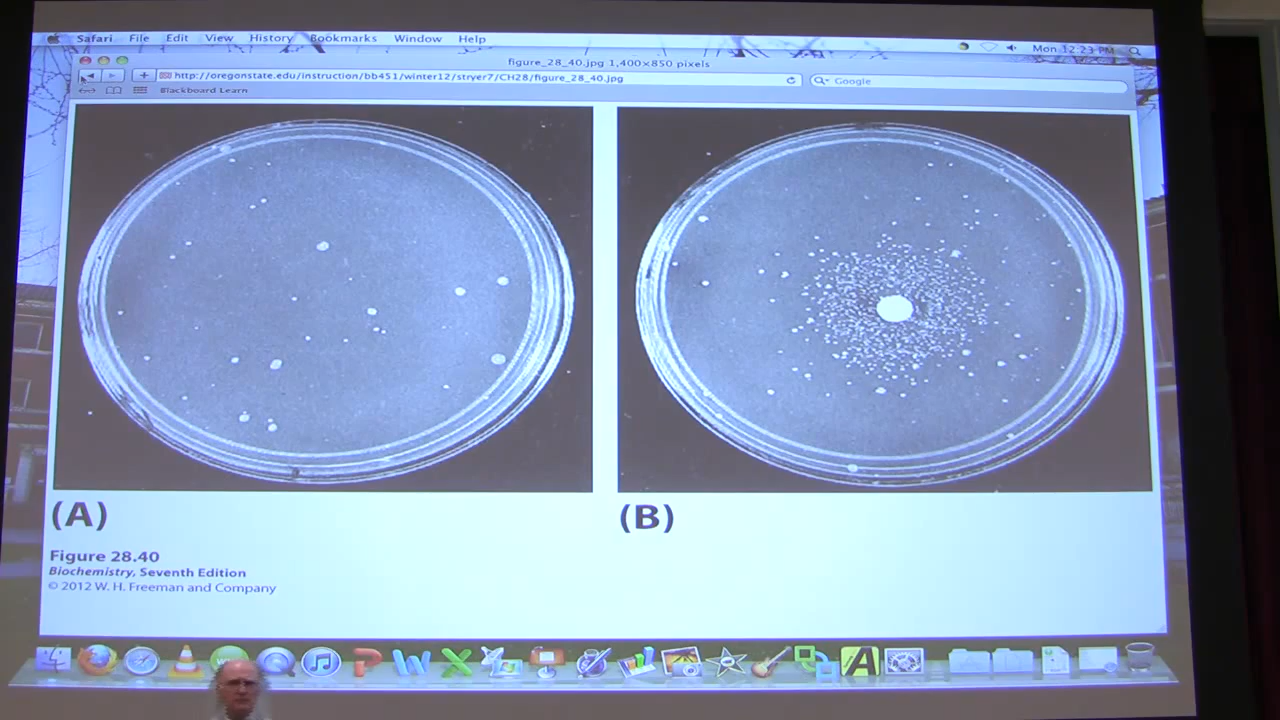 Safari File Edit View History Bookmarks Window Help
Mon 12:23 PM
figure_28_40.jpg 1,400×850 pixels
http://oregonstate.edu/instruction/bb451/winter12/stryer7/CH28/figure_28_40.jpg
Google
Blackboard Learn
(A)
(B)
Figure 28.40
Biochemistry, Seventh Edition
© 2012 W. H. Freeman and Company